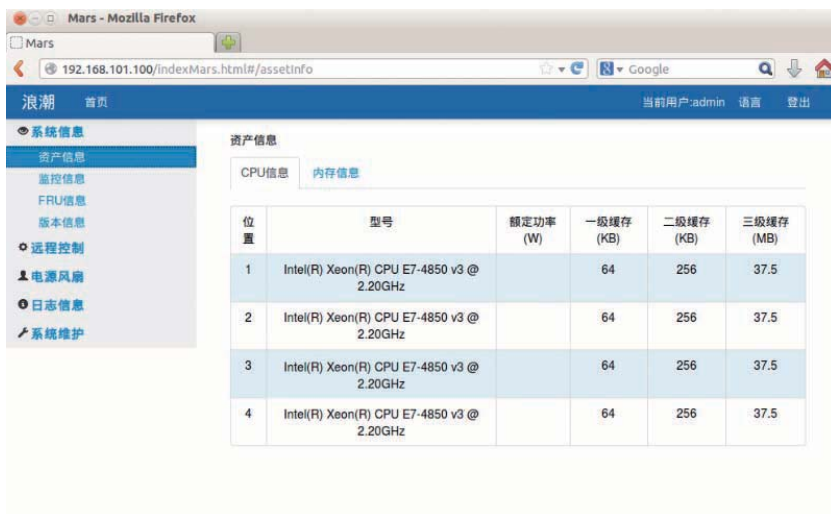 Mars - Mozilla Firefox
Mars
192.168.101.100/indexMars.html#/assetInfo
Google
浪潮 首页 当前用户:admin 语言 登出
系统信息
资产信息
监控信息
FRU信息
版本信息
远程控制
电源风扇
日志信息
系统维护
资产信息
CPU信息 内存信息
位置 型号 额定功率(W) 一级缓存(KB) 二级缓存(KB) 三级缓存(MB)
1 Intel(R) Xeon(R) CPU E7-4850 v3 @ 2.20GHz 64 256 37.5
2 Intel(R) Xeon(R) CPU E7-4850 v3 @ 2.20GHz 64 256 37.5
3 Intel(R) Xeon(R) CPU E7-4850 v3 @ 2.20GHz 64 256 37.5
4 Intel(R) Xeon(R) CPU E7-4850 v3 @ 2.20GHz 64 256 37.5